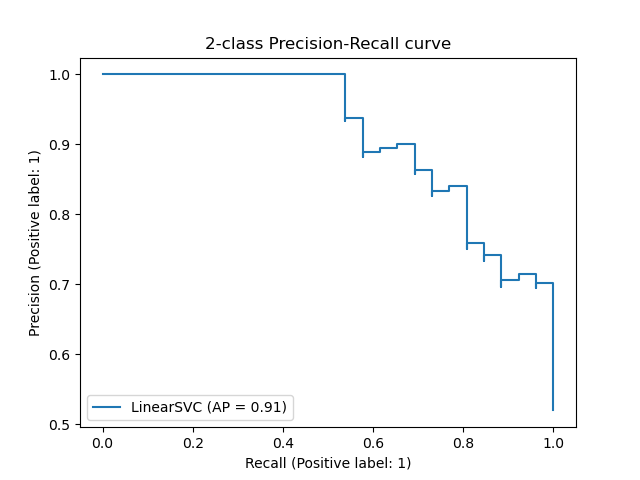 2-class Precision-Recall curve
1.0
0.9
0.8
0.7
0.6
0.5
Precision (Positive label: 1)
LinearSVC (AP = 0.91)
0.0 0.2 0.4 0.6 0.8 1.0
Recall (Positive label: 1)